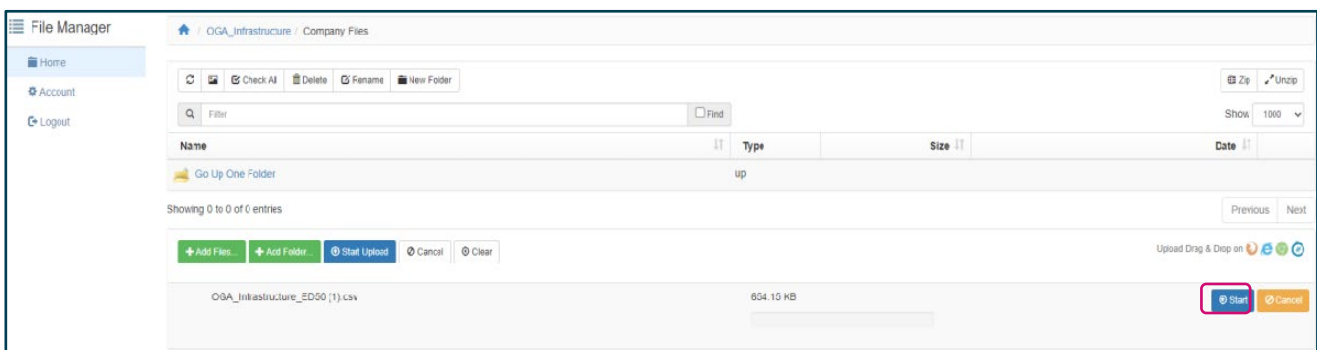 File Manager
Home
Account
Logout
/ OGA_Infrastructure / Company Files
Check All Delete Rename New Folder
Zip Unzip
Filter Find
Show 1000
Name Type Size Date
Go Up One Folder up
Showing 0 to 0 of 0 entries
Previous Next
Add Files... Add Folder... Start Upload Cancel Clear
Upload Drag & Drop on
OGA_Infrastructure_ED50 (1).csv 654.15 KB
Start Cancel